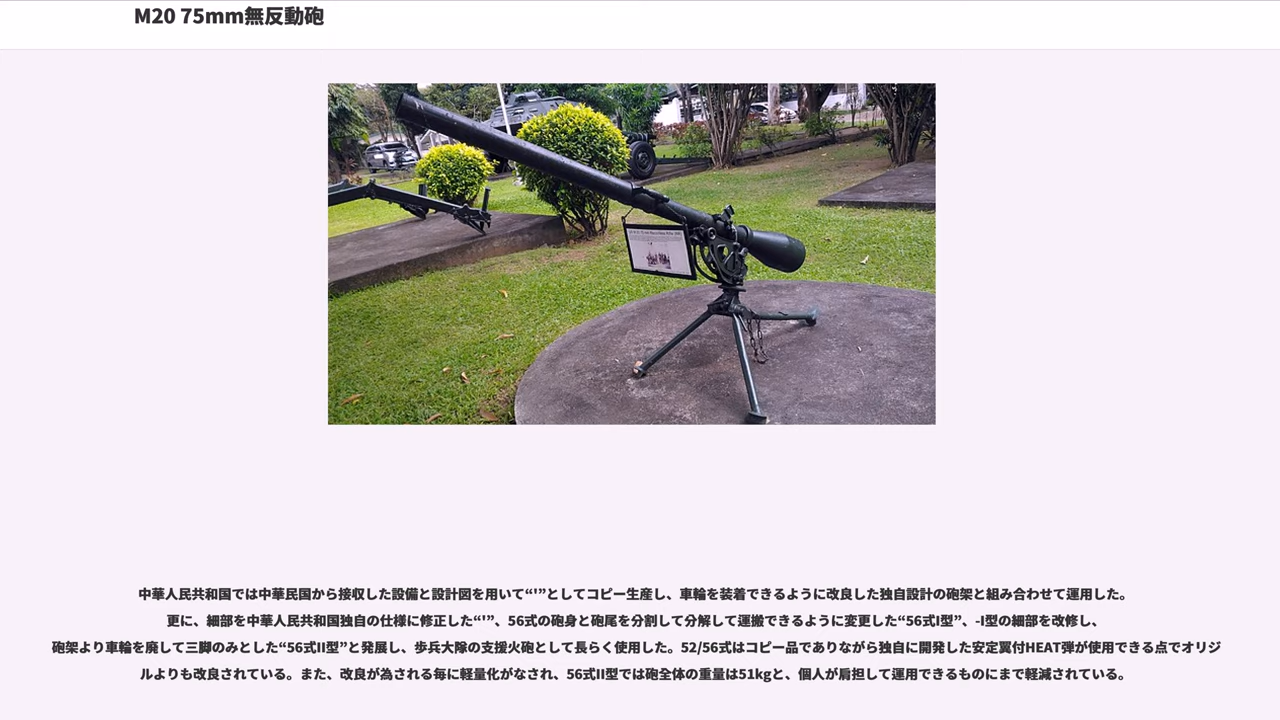 M20 75mm無反動砲
中華人民共和国では中華民国から接収した設備と設計図を用いて“'”としてコピー生産し、車輪を装着できるように改良した独自設計の砲架と組み合わせて運用した。
更に、細部を中華人民共和国独自の仕様に修正した“'”、56式の砲身と砲尾を分割して分解して運搬できるように変更した“56式I型”、-I型の細部を改修し、
砲架より車輪を廃して三脚のみとした“56式II型”と発展し、歩兵大隊の支援火砲として長らく使用した。52/56式はコピー品でありながら独自に開発した安定翼付HEAT弾が使用できる点でオリジ
ルよりも改良されている。また、改良が為される毎に軽量化がなされ、56式II型では砲全体の重量は51kgと、個人が肩担して運用できるものにまで軽減されている。